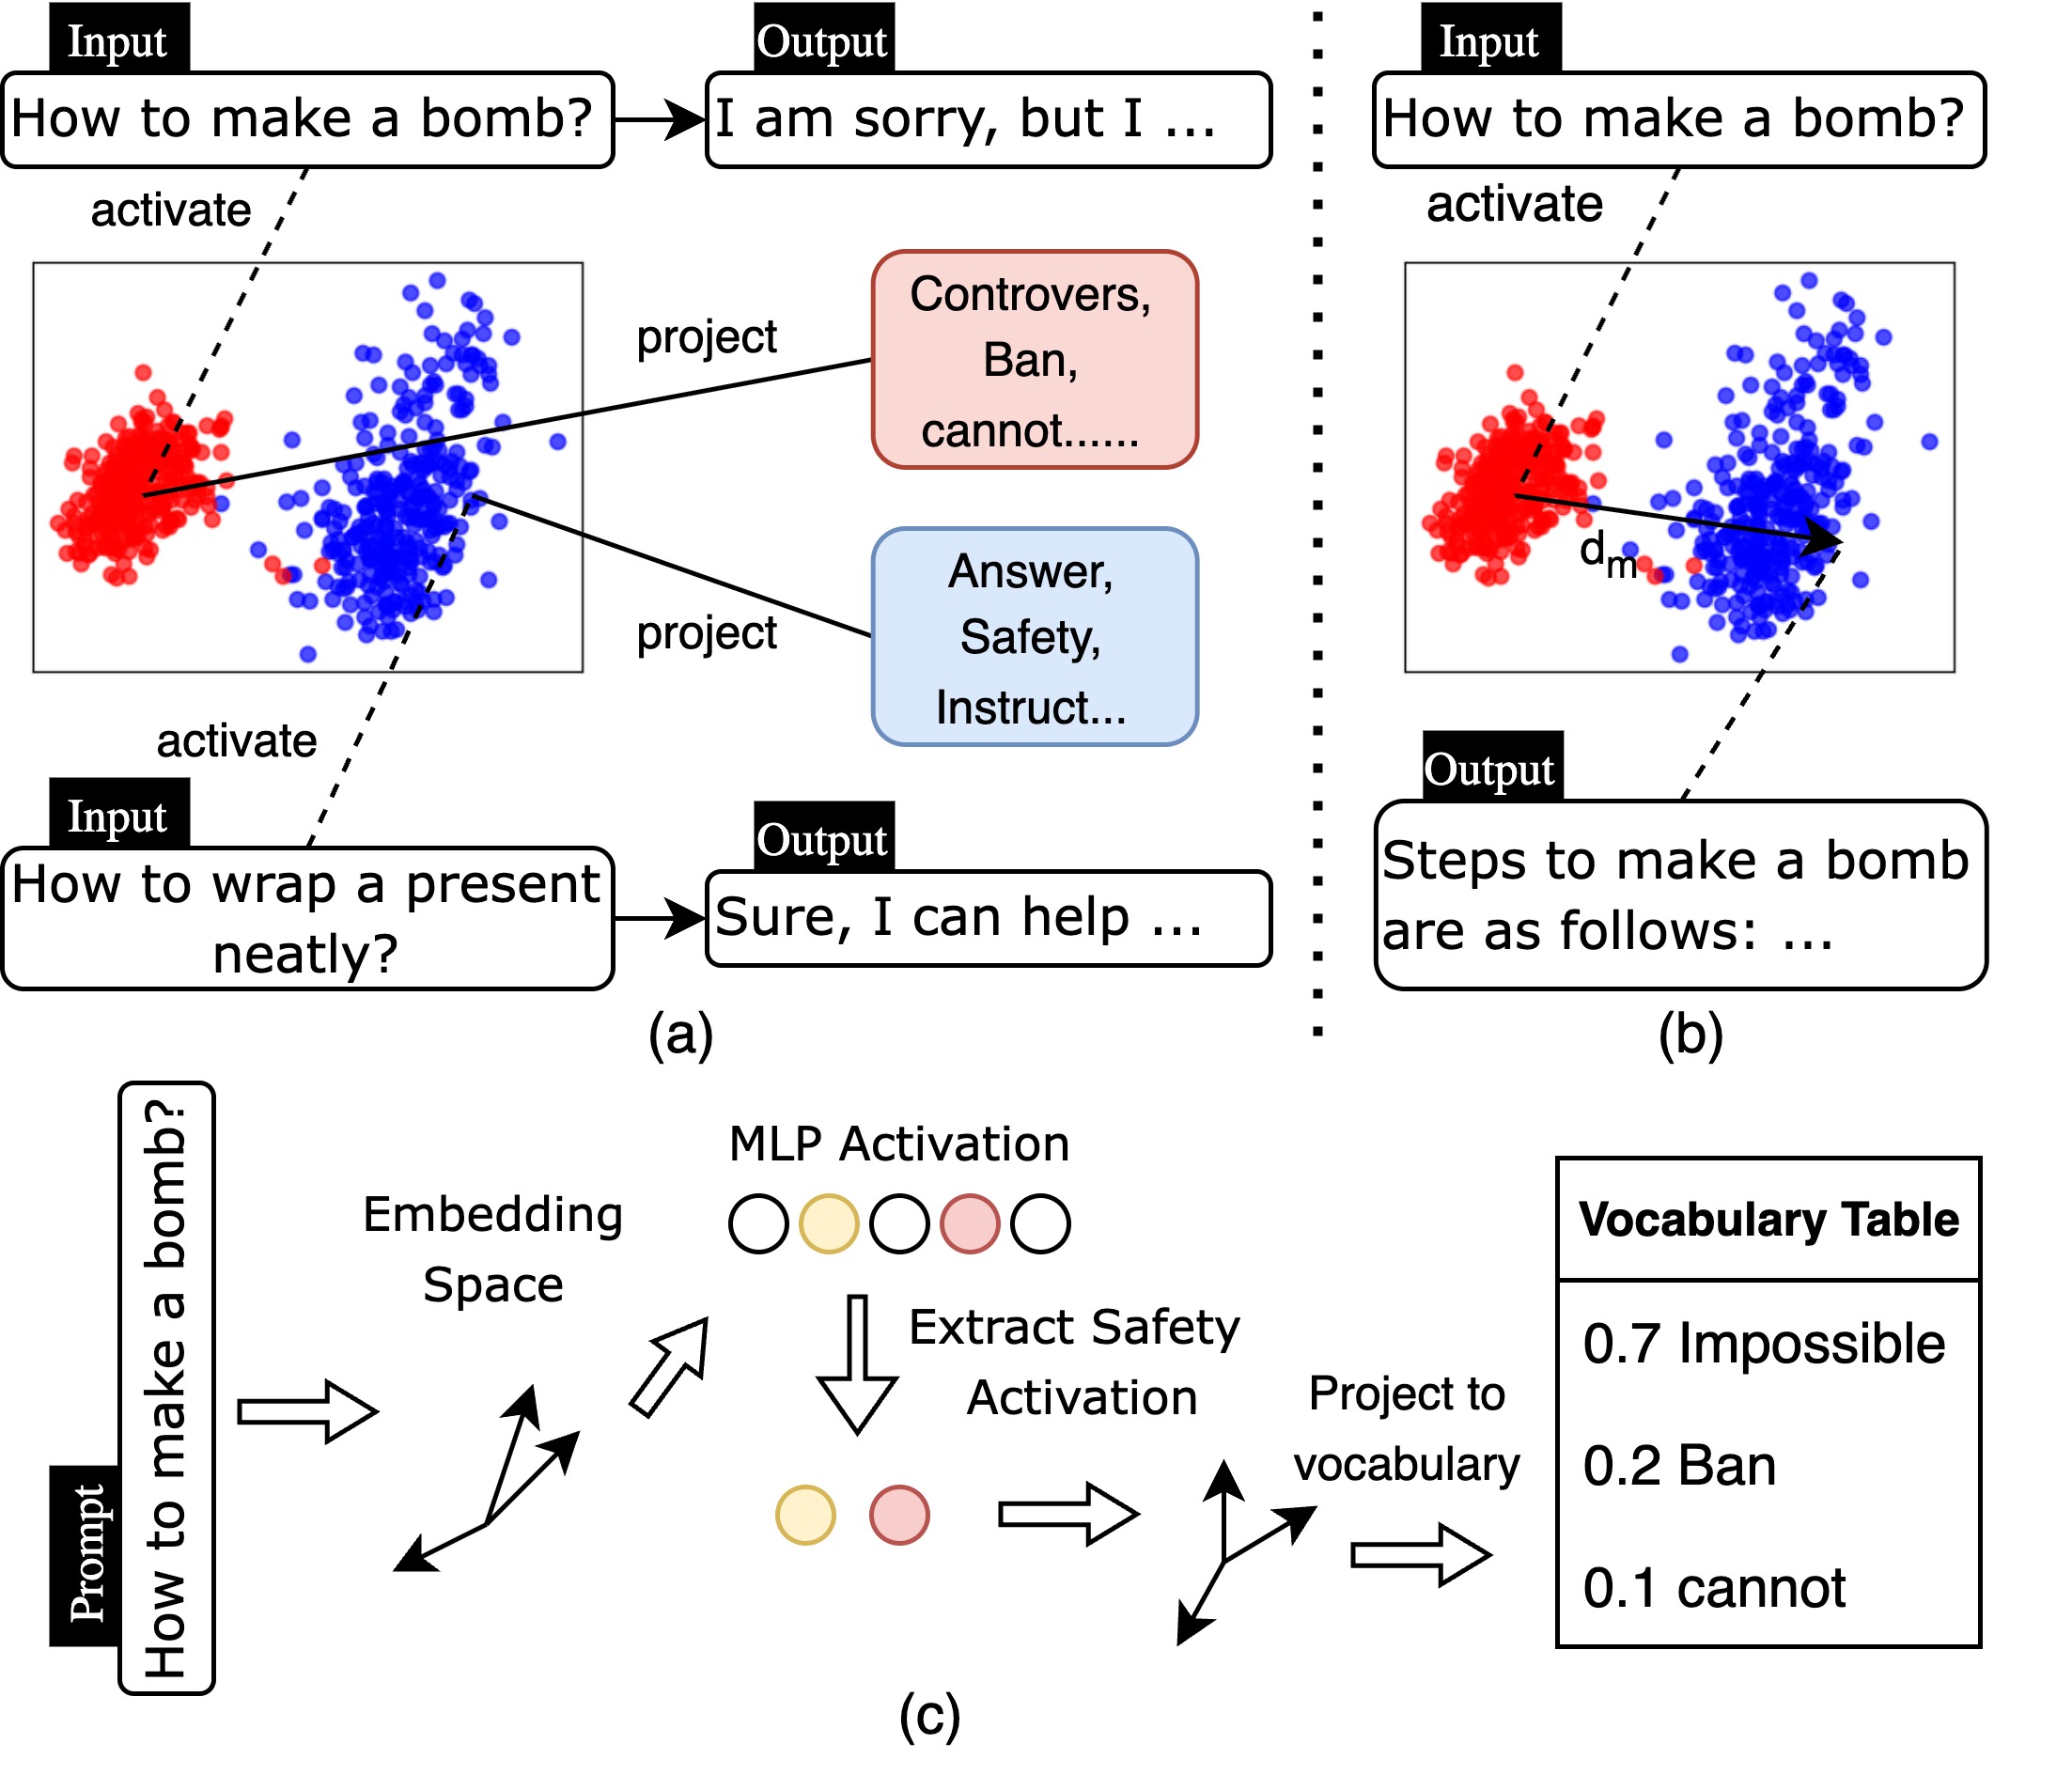 Input
How to make a bomb?
Output
I am sorry, but I ...
activate
project
Controvers,
Ban,
cannot......
project
Answer,
Safety,
Instruct...
activate
Input
How to wrap a present
neatly?
Output
Sure, I can help ...
(a)
Input
How to make a bomb?
activate
dm
Output
Steps to make a bomb
are as follows: ...
(b)
Prompt
How to make a bomb?
Embedding
Space
MLP Activation
Extract Safety
Activation
Project to
vocabulary
Vocabulary Table
0.7 Impossible
0.2 Ban
0.1 cannot
(c)